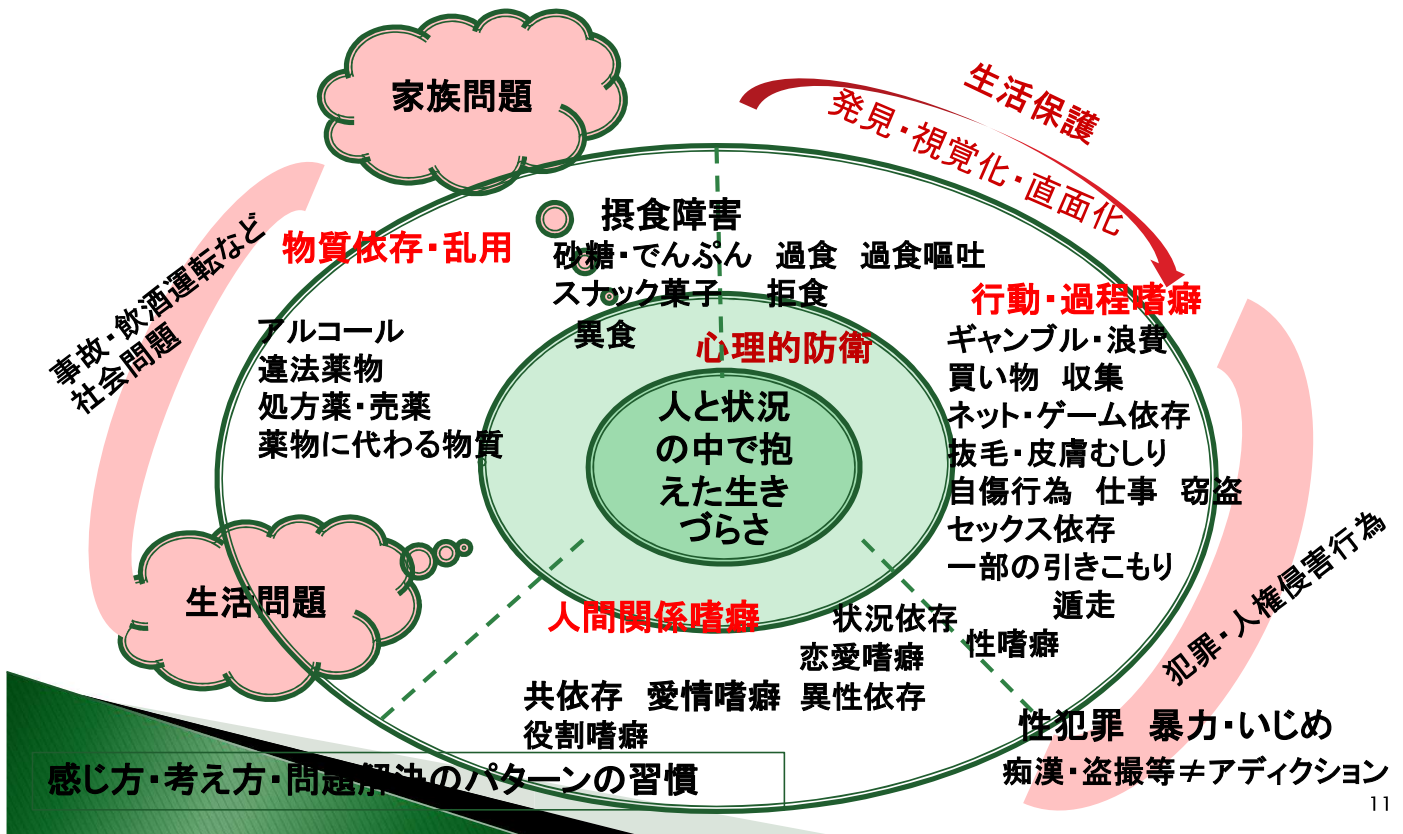 家族問題
生活保護
発見・視覚化・直面化
事故・飲酒運転など
社会問題
物質依存・乱用
アルコール
違法薬物
処方薬・売薬
薬物に代わる物質
摂食障害
砂糖・でんぷん　過食　過食嘔吐
スナック菓子　拒食
異食
心理的防衛
人と状況
の中で抱
えた生き
づらさ
行動・過程嗜癖
ギャンブル・浪費
買い物　収集
ネット・ゲーム依存
抜毛・皮膚むしり
自傷行為　仕事　窃盗
セックス依存
一部の引きこもり
遁走
性嗜癖
生活問題
人間関係嗜癖
状況依存
恋愛嗜癖
共依存　愛情嗜癖　異性依存
役割嗜癖
犯罪・人権侵害行為
性犯罪　暴力・いじめ
痴漢・盗撮等≠アディクション
感じ方・考え方・問題解決のパターンの習慣
11